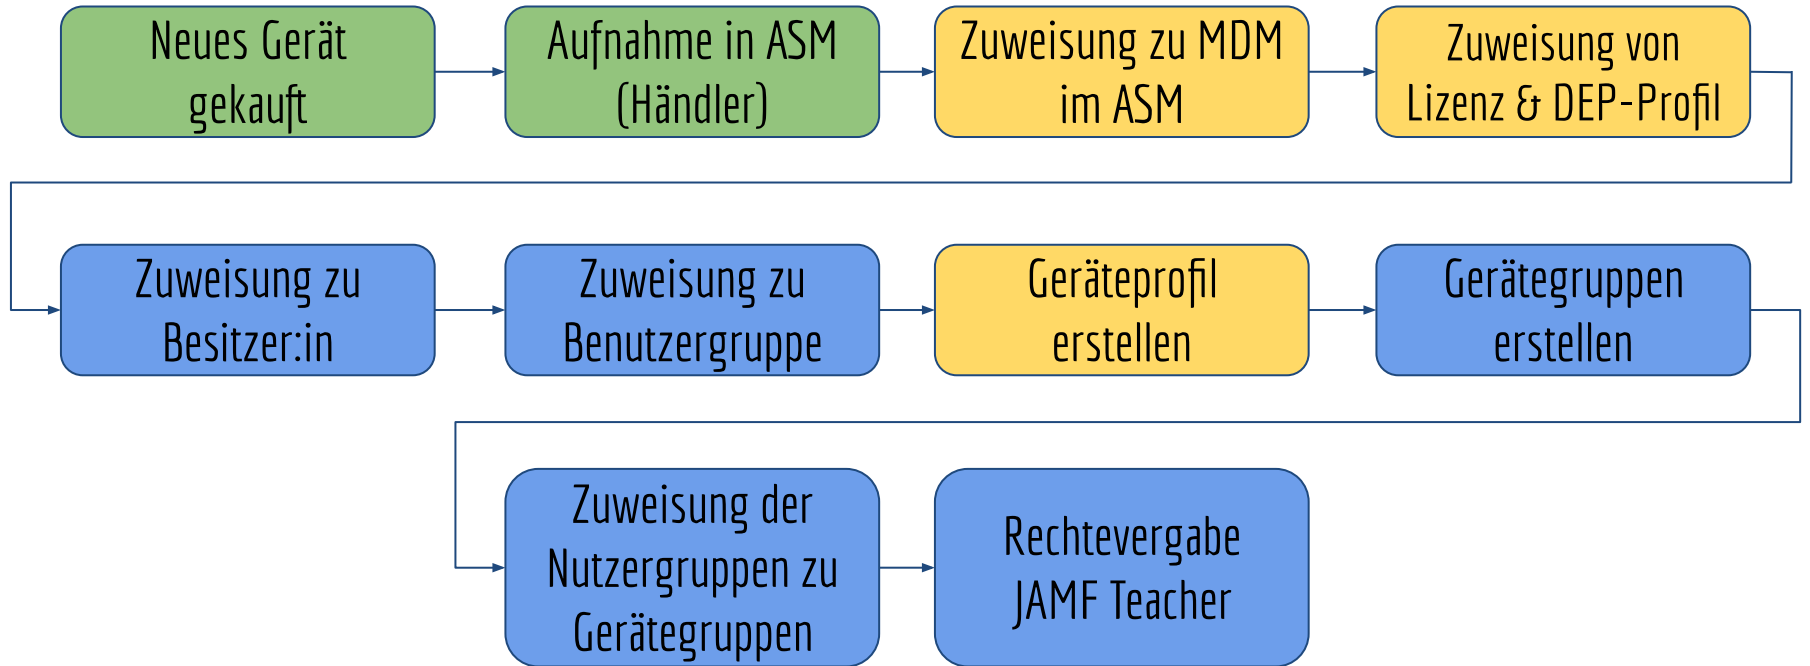 Neues Gerät
gekauft
Aufnahme in ASM
(Händler)
Zuweisung zu MDM
im ASM
Zuweisung von
Lizenz & DEP-Profil
Zuweisung zu
Besitzer:in
Zuweisung zu
Benutzergruppe
Geräteprofil
erstellen
Gerätegruppen
erstellen
Zuweisung der
Nutzergruppen zu
Gerätegruppen
Rechtevergabe
JAMF Teacher